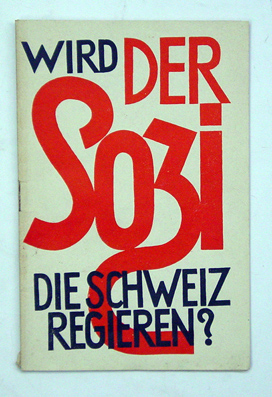 WIRD DER
Sozi
DIE SCHWEIZ
REGIEREN?